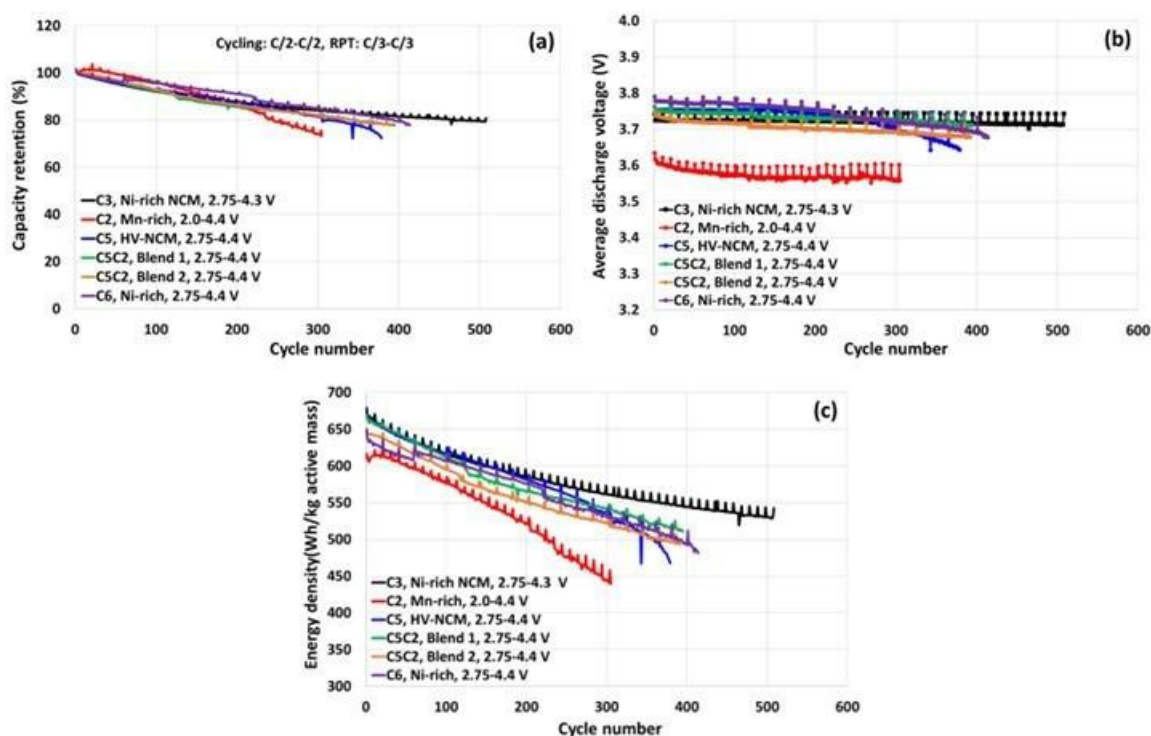 (a)
Cycling: C/2-C/2, RPT: C/3-C/3
Capacity retention (%)
120
100
80
60
40
20
0
C3, Ni-rich NCM, 2.75-4.3 V
C2, Mn-rich, 2.0-4.4 V
C5, HV-NCM, 2.75-4.4 V
C5C2, Blend 1, 2.75-4.4 V
C5C2, Blend 2, 2.75-4.4 V
C6, Ni-rich, 2.75-4.4 V
0 100 200 300 400 500 600
Cycle number
(b)
Average discharge voltage (V)
4.0
3.9
3.8
3.7
3.6
3.5
3.4
3.3
3.2
C3, Ni-rich NCM, 2.75-4.3 V
C2, Mn-rich, 2.0-4.4 V
C5, HV-NCM, 2.75-4.4 V
C5C2, Blend 1, 2.75-4.4 V
C5C2, Blend 2, 2.75-4.4 V
C6, Ni-rich, 2.75-4.4 V
0 100 200 300 400 500 600
Cycle number
(c)
Energy density(Wh/kg active mass)
700
650
600
550
500
450
400
350
300
C3, Ni-rich NCM, 2.75-4.3 V
C2, Mn-rich, 2.0-4.4 V
C5, HV-NCM, 2.75-4.4 V
C5C2, Blend 1, 2.75-4.4 V
C5C2, Blend 2, 2.75-4.4 V
C6, Ni-rich, 2.75-4.4 V
0 100 200 300 400 500 600
Cycle number